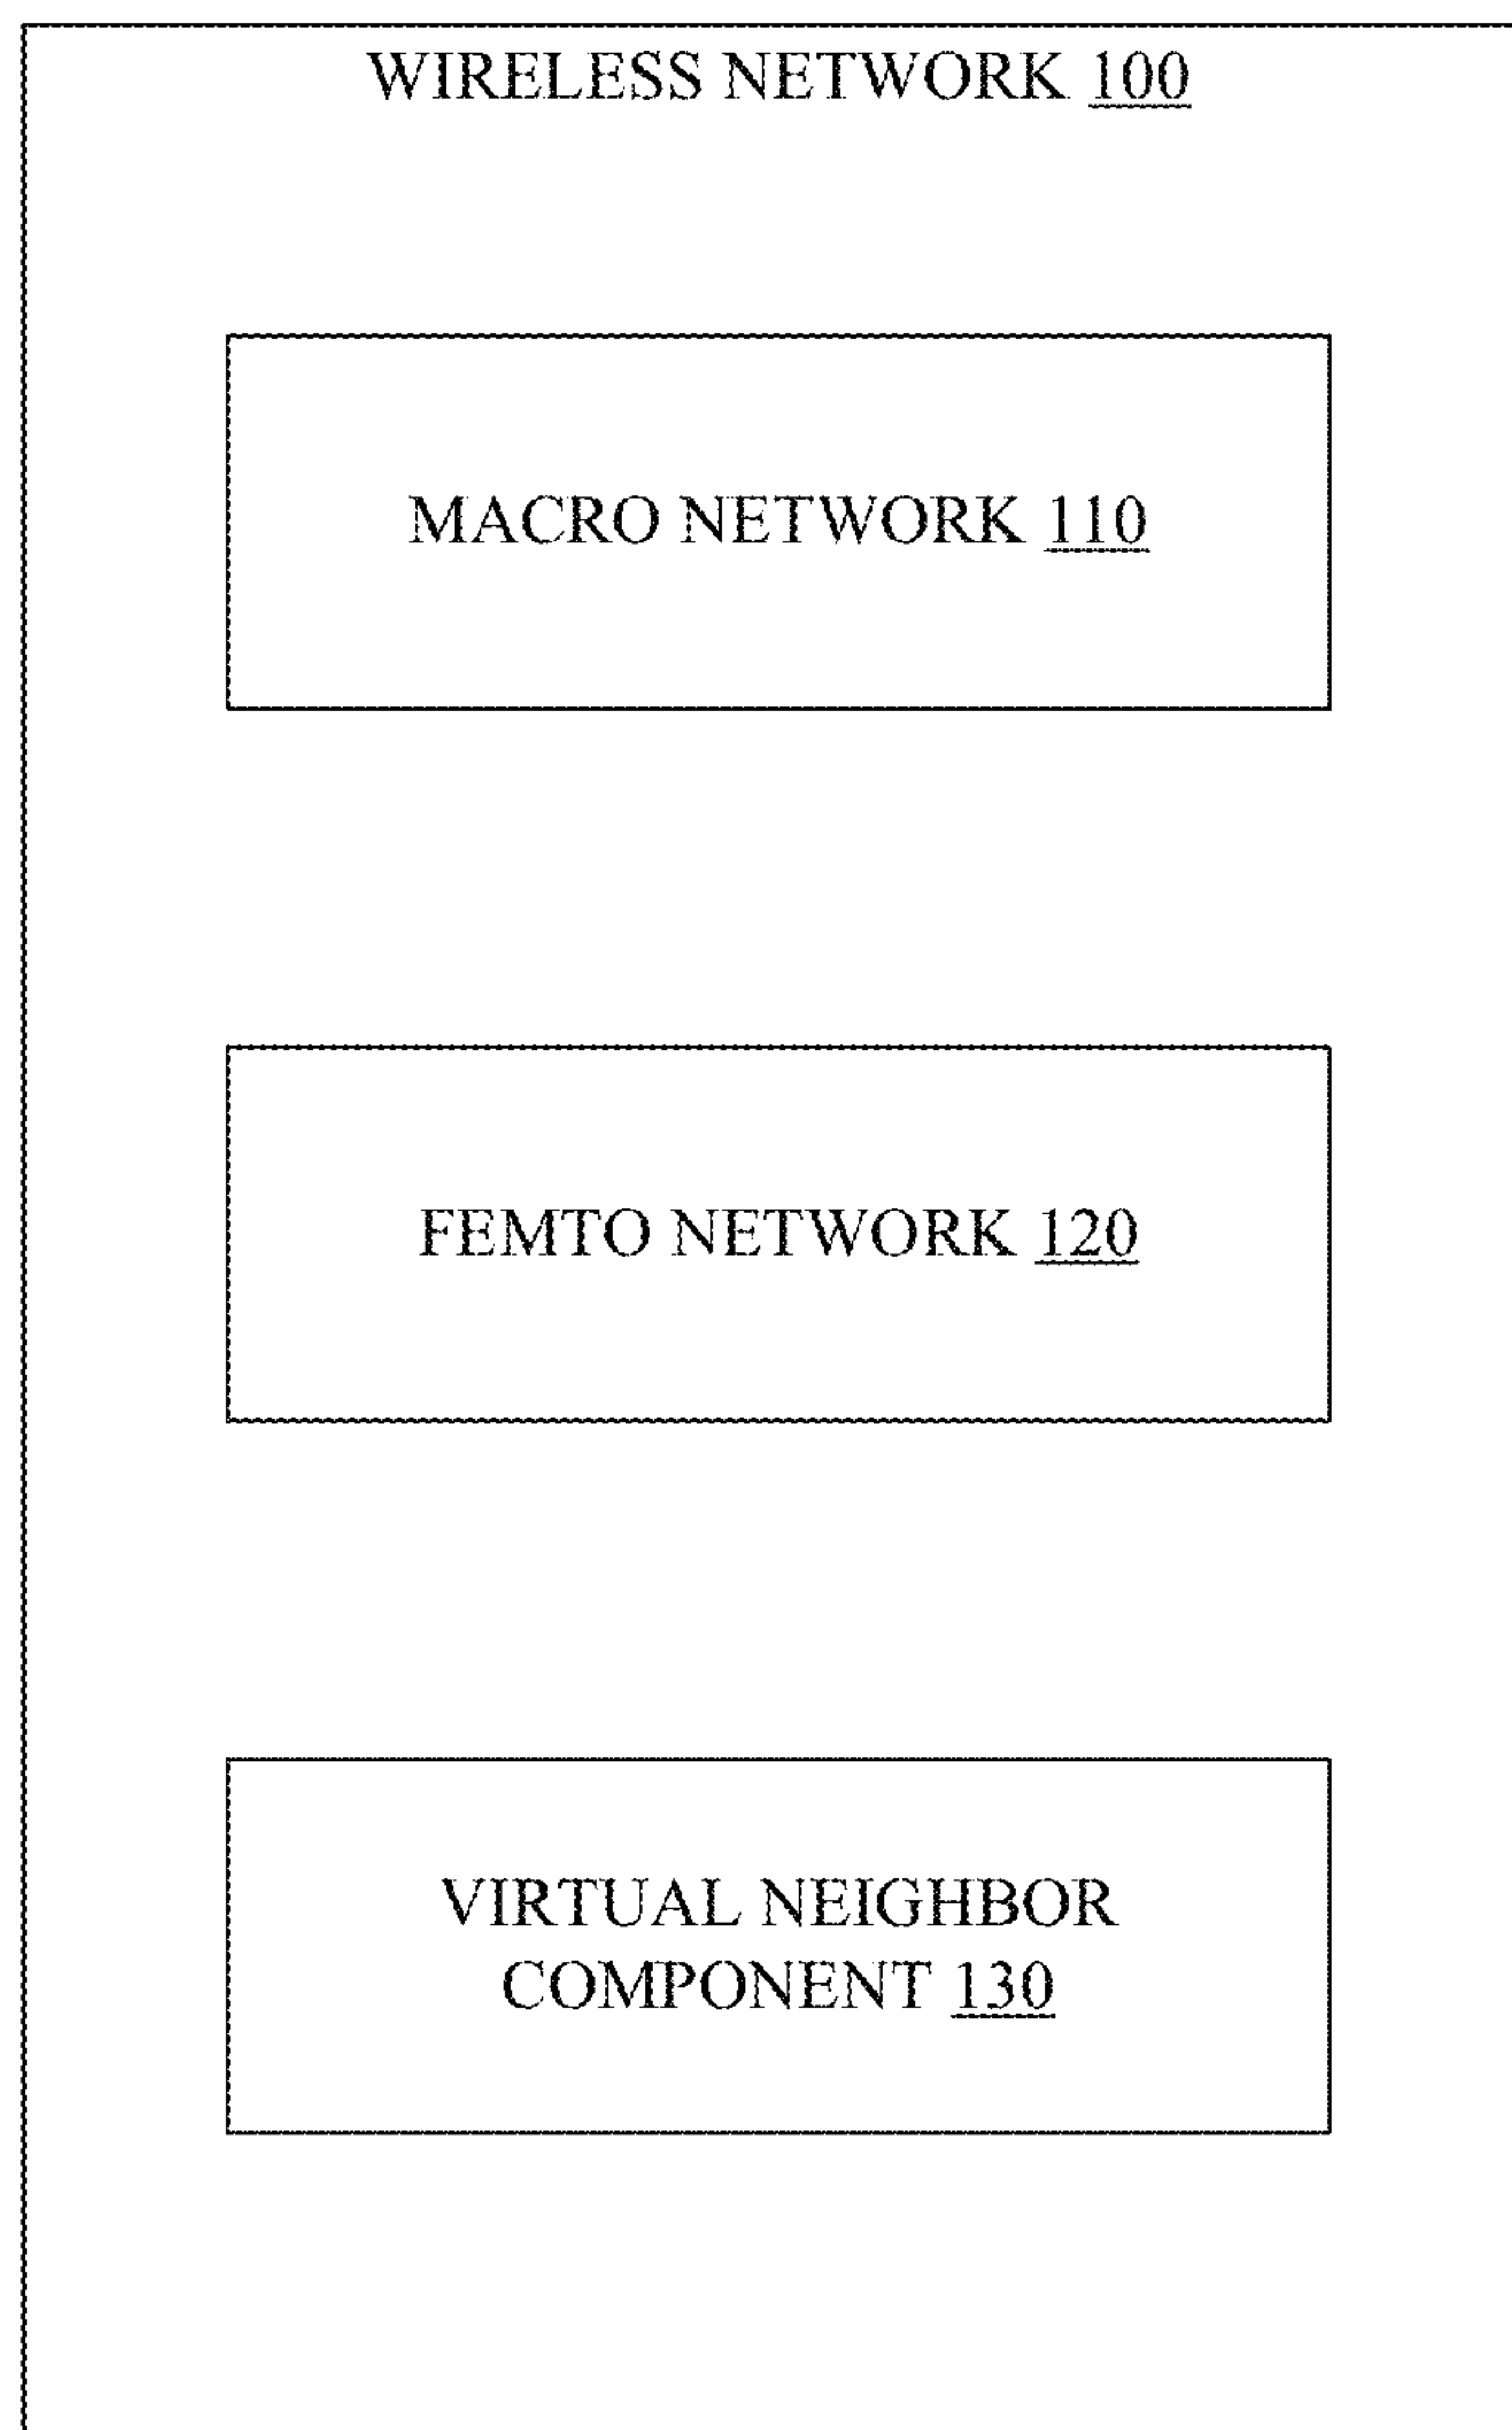 WIRELESS NETWORK 100
MACRO NETWORK 110
FEMTO NETWORK 120
VIRTUAL NEIGHBOR
COMPONENT 130